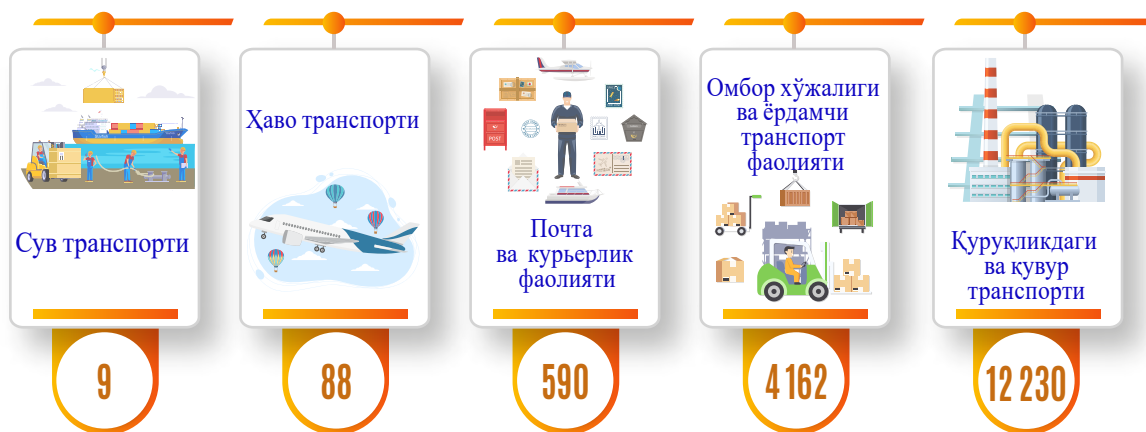 Сув транспорти
9
Ҳаво транспорти
88
POST
Почта
ва курьерлик
фаолияти
590
Омбор хўжалиги
ва ёрдамчи
транспорт
фаолияти
4 162
Қуруқликдаги
ва қувур
транспорти
12 230